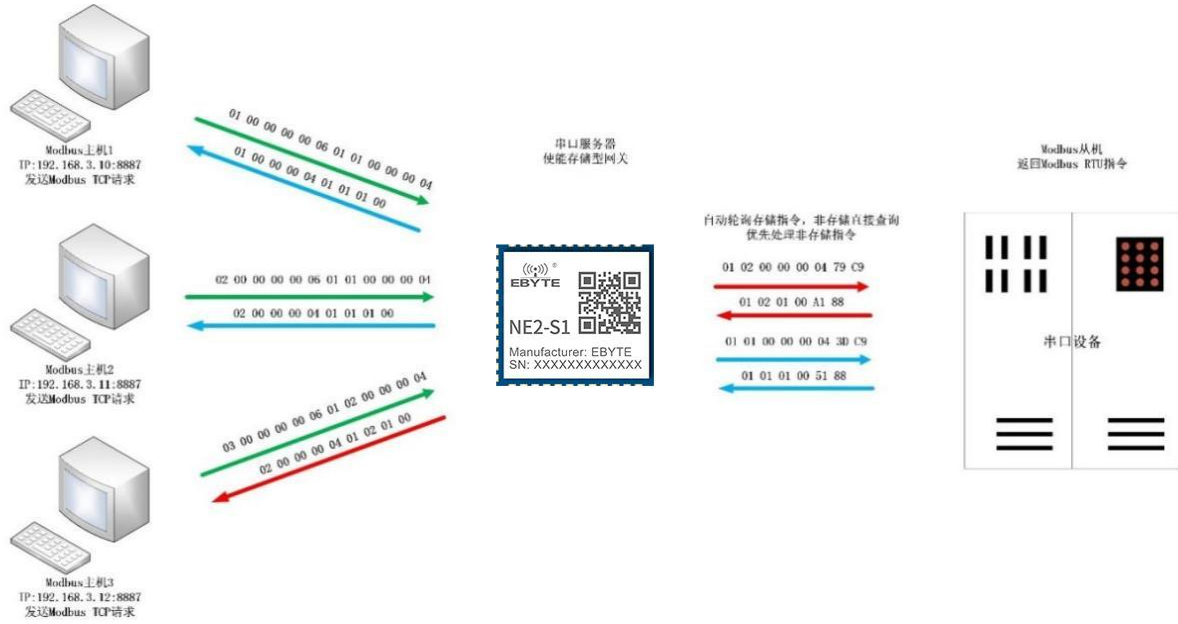 Modbus主机1
IP:192.168.3.10:8887
发送Modbus TCP请求
01 00 00 00 00 06 01 01 00 00 00 04
01 00 00 00 04 01 01 01 00
Modbus主机2
IP:192.168.3.11:8887
发送Modbus TCP请求
02 00 00 00 00 06 01 01 00 00 00 04
02 00 00 00 04 01 01 01 00
Modbus主机3
IP:192.168.3.12:8887
发送Modbus TCP请求
03 00 00 00 00 06 01 02 00 00 00 04
02 00 00 00 04 01 02 01 00
串口服务器
使能存储型网关
EBYTE
®
NE2-S1
Manufacturer: EBYTE
SN: XXXXXXXXXXXXX
自动轮询存储指令，非存储直接查询
优先处理非存储指令
01 02 00 00 00 04 79 C9
01 02 01 00 A1 88
01 01 00 00 00 04 3D C9
01 01 01 00 51 88
Modbus从机
返回Modbus RTU指令
串口设备